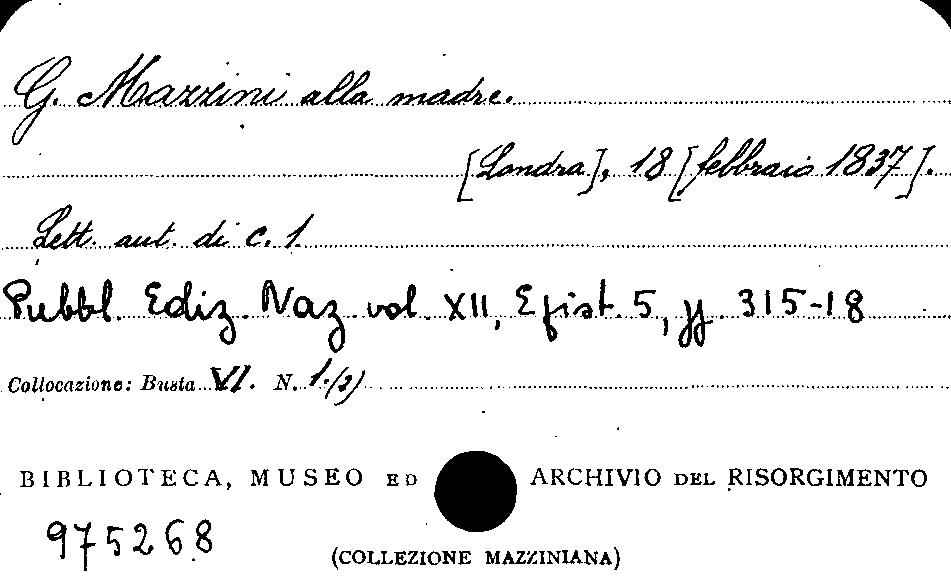 G. Mazzini alla madre.
[Londra], 18 [febbraio 1837].
Lett. aut. di c. 1.
Pubbl. Ediz. Naz. vol. XII, Epist. 5, pp. 315-18
Collocazione: Busta VI. N. 1.(2)
BIBLIOTECA, MUSEO ED ARCHIVIO DEL RISORGIMENTO
975268
(COLLEZIONE MAZZINIANA)